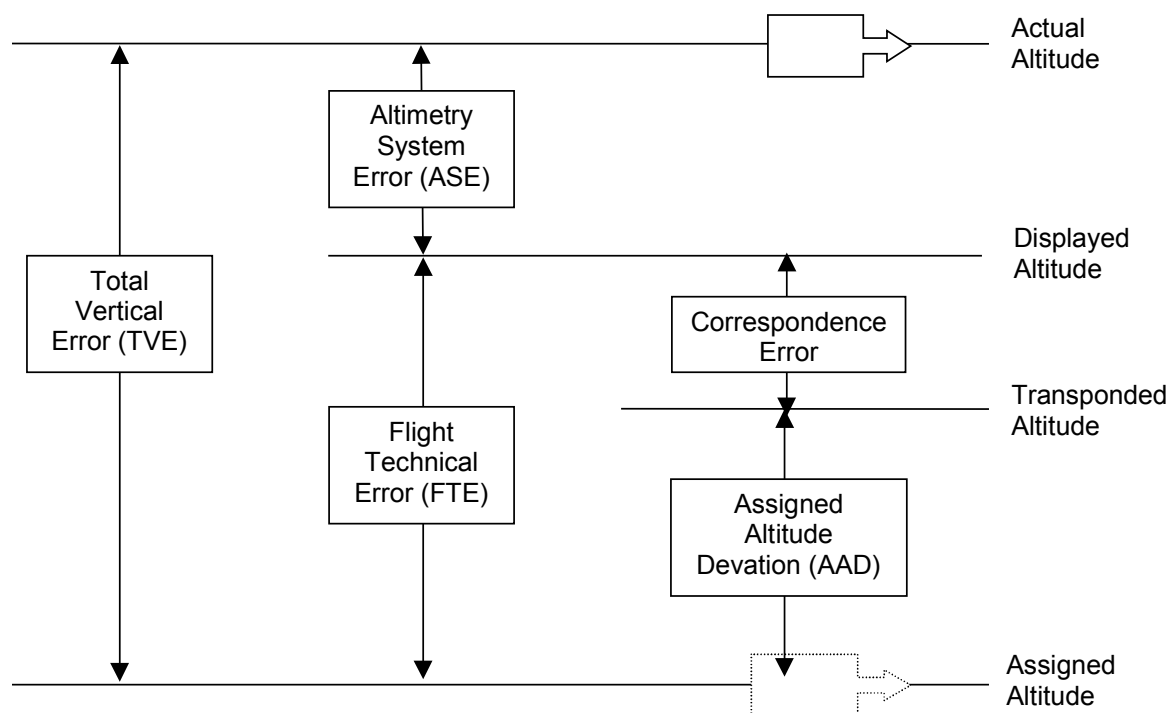 Actual
Altitude
Altimetry
System
Error (ASE)
Displayed
Altitude
Total
Vertical
Error (TVE)
Correspondence
Error
Transponded
Altitude
Flight
Technical
Error (FTE)
Assigned
Altitude
Devation (AAD)
Assigned
Altitude